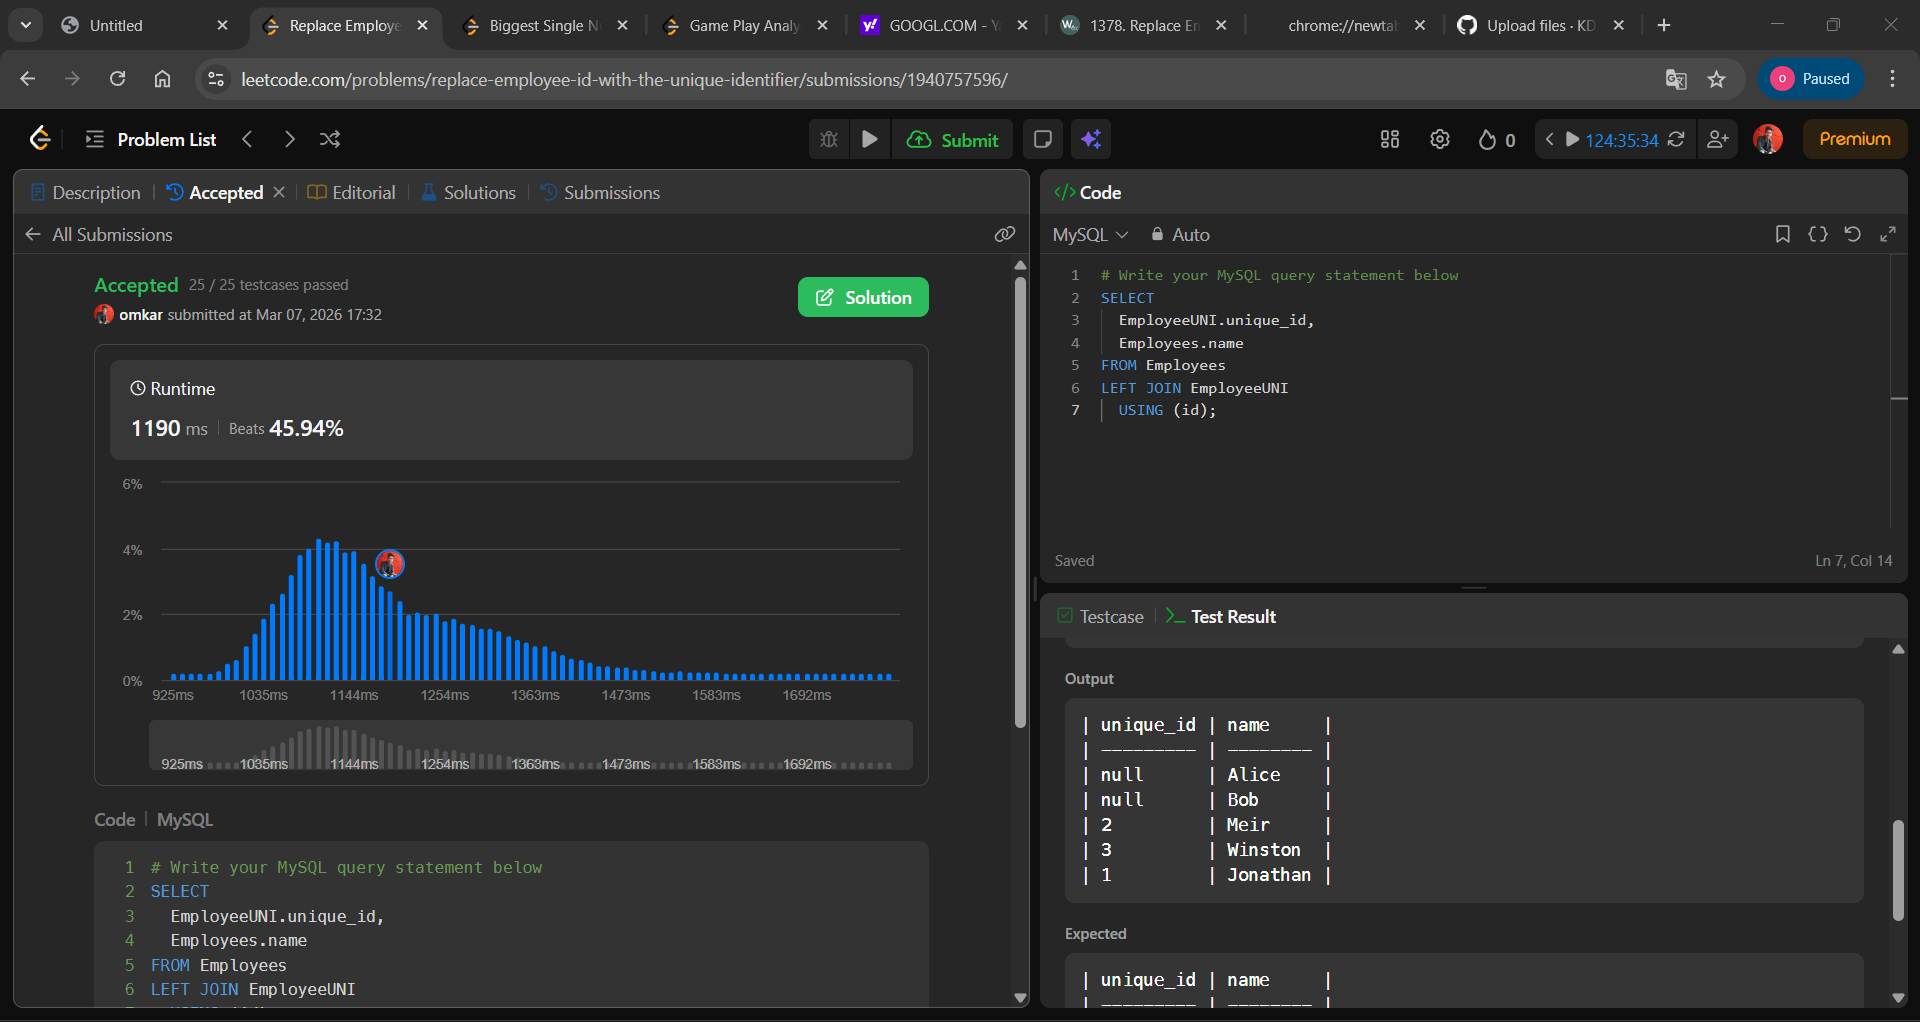 Untitled
Replace Employe
Biggest Single N
Game Play Analy
GOOGL.COM - Y
1378. Replace En
chrome://newta
Upload files · KD
leetcode.com/problems/replace-employee-id-with-the-unique-identifier/submissions/1940757596/
Paused
Problem List
Submit
0
124:35:34
Premium
Description
Accepted
Editorial
Solutions
Submissions
All Submissions
Accepted 25 / 25 testcases passed
omkar submitted at Mar 07, 2026 17:32
Solution
Runtime
1190 ms | Beats 45.94%
6%
4%
2%
0%
925ms 1035ms 1144ms 1254ms 1363ms 1473ms 1583ms 1692ms
925ms 1035ms 1144ms 1254ms 1363ms 1473ms 1583ms 1692ms
Code | MySQL
1 # Write your MySQL query statement below
2 SELECT
3 EmployeeUNI.unique_id,
4 Employees.name
5 FROM Employees
6 LEFT JOIN EmployeeUNI
</> Code
MySQL
Auto
1 # Write your MySQL query statement below
2 SELECT
3 EmployeeUNI.unique_id,
4 Employees.name
5 FROM Employees
6 LEFT JOIN EmployeeUNI
7 USING (id);
Saved
Ln 7, Col 14
Testcase
Test Result
Output
| unique_id | name |
| --------- | -------- |
| null | Alice |
| null | Bob |
| 2 | Meir |
| 3 | Winston |
| 1 | Jonathan |
Expected
| unique_id | name |
| --------- | -------- |